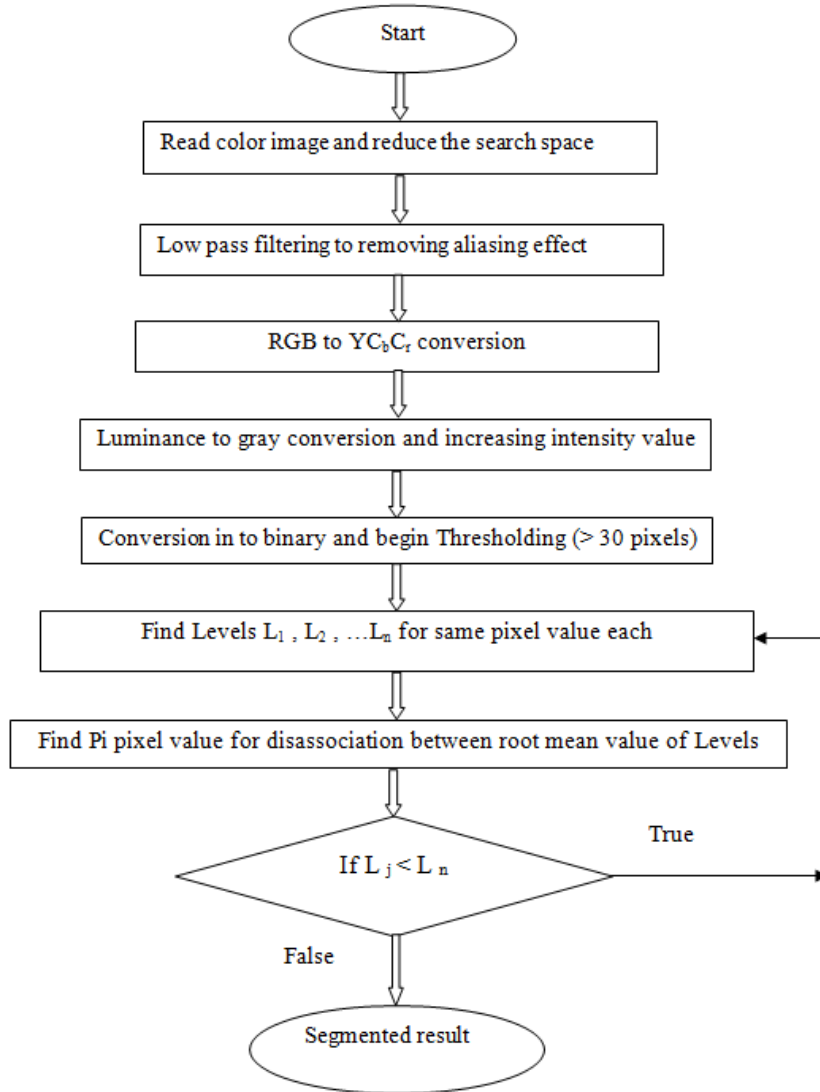 Start
Read color image and reduce the search space
Low pass filtering to removing aliasing effect
RGB to YCbCr conversion
Luminance to gray conversion and increasing intensity value
Conversion in to binary and begin Thresholding (> 30 pixels)
Find Levels L1 , L2 , …Ln for same pixel value each
Find Pi pixel value for disassociation between root mean value of Levels
True
If L j < L n
False
Segmented result